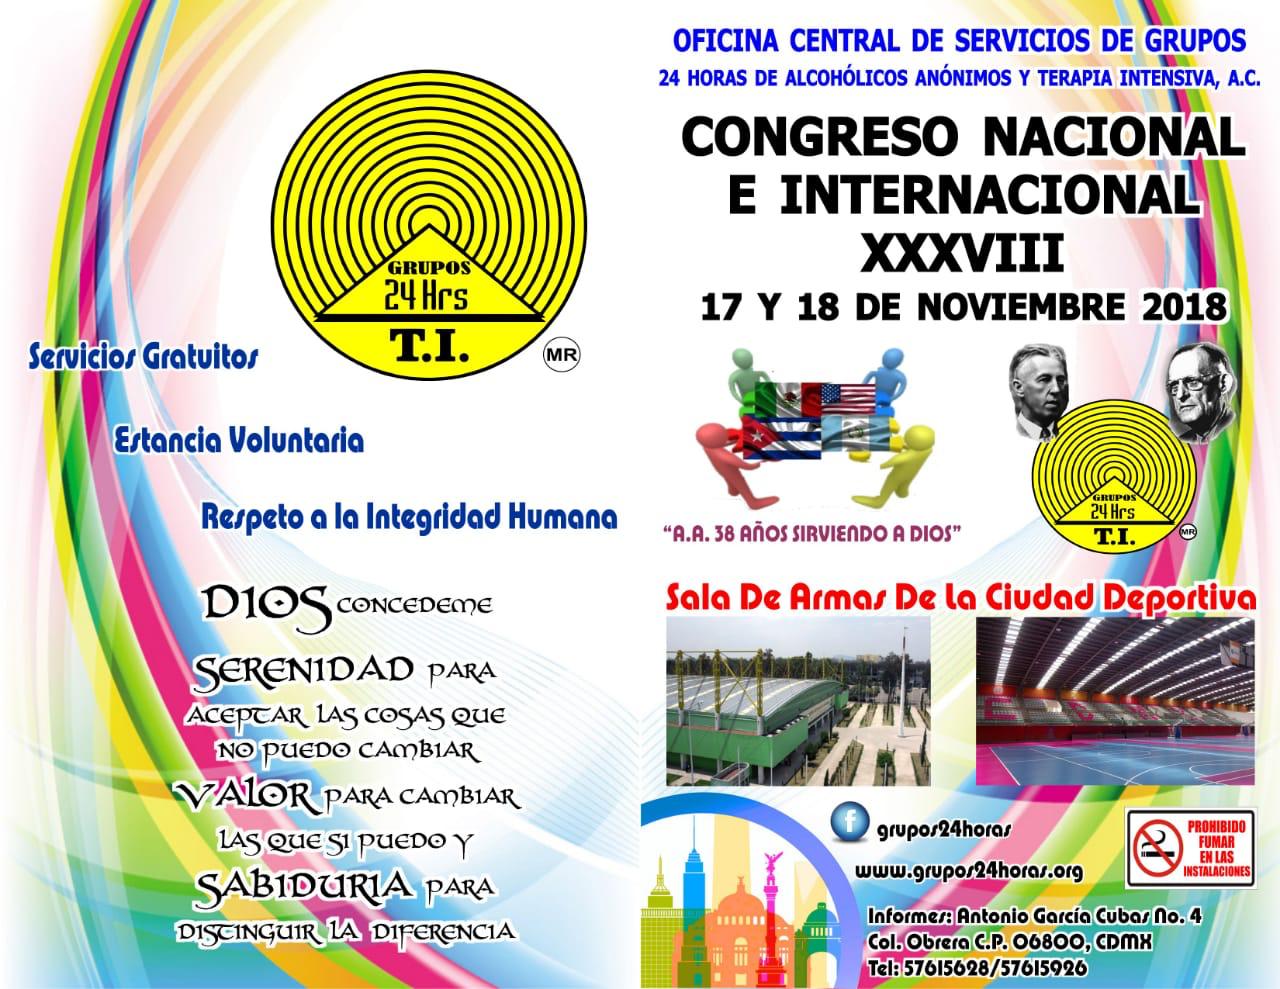 GRUPOS
24 Hrs
T.I.
MR
Servicios Gratuitos
Estancia Voluntaria
Respeto a la Integridad Humana
DIOS CONCEDEME
SERENIDAD PARA
ACEPTAR LAS COSAS QUE
NO PUEDO CAMBIAR
VALOR PARA CAMBIAR
LAS QUE SI PUEDO Y
SABIDURIA PARA
DISTINGUIR LA DIFERENCIA
OFICINA CENTRAL DE SERVICIOS DE GRUPOS
24 HORAS DE ALCOHÓLICOS ANÓNIMOS Y TERAPIA INTENSIVA, A.C.
CONGRESO NACIONAL
E INTERNACIONAL
XXXVIII
17 Y 18 DE NOVIEMBRE 2018
"A.A. 38 AÑOS SIRVIENDO A DIOS"
GRUPOS
24 Hrs
T.I.
MR
Sala De Armas De La Ciudad Deportiva
f grupos24horas
www.grupos24horas.org
PROHIBIDO
FUMAR
EN LAS
INSTALACIONES
Informes: Antonio García Cubas No. 4
Col. Obrera C.P. 06800, CDMX
Tel: 57615628/57615926